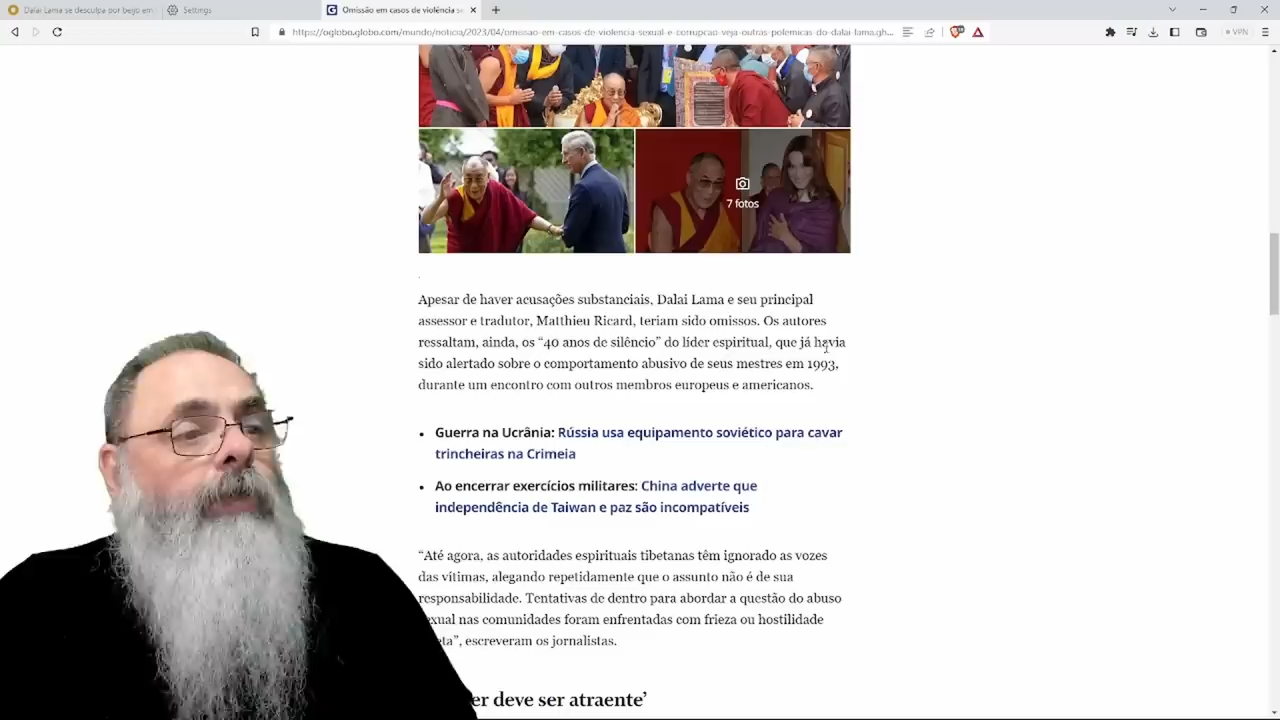 Dalai Lama se desculpa por beijo em
Settings
Omissão em casos de violência s
https://oglobo.globo.com/mundo/noticia/2023/04/omissao-em-casos-de-violencia-sexual-e-corrupcao-veja-outras-polemicas-do-dalai-lama.gh...
VPN
7 fotos
Apesar de haver acusações substanciais, Dalai Lama e seu principal
assessor e tradutor, Matthieu Ricard, teriam sido omissos. Os autores
ressaltam, ainda, os “40 anos de silêncio” do líder espiritual, que já havia
sido alertado sobre o comportamento abusivo de seus mestres em 1993,
durante um encontro com outros membros europeus e americanos.
• Guerra na Ucrânia: Rússia usa equipamento soviético para cavar
trincheiras na Crimeia
• Ao encerrar exercícios militares: China adverte que
independência de Taiwan e paz são incompatíveis
“Até agora, as autoridades espirituais tibetanas têm ignorado as vozes
das vítimas, alegando repetidamente que o assunto não é de sua
responsabilidade. Tentativas de dentro para abordar a questão do abuso
exual nas comunidades foram enfrentadas com frieza ou hostilidade
eta”, escreveram os jornalistas.
er deve ser atraente’